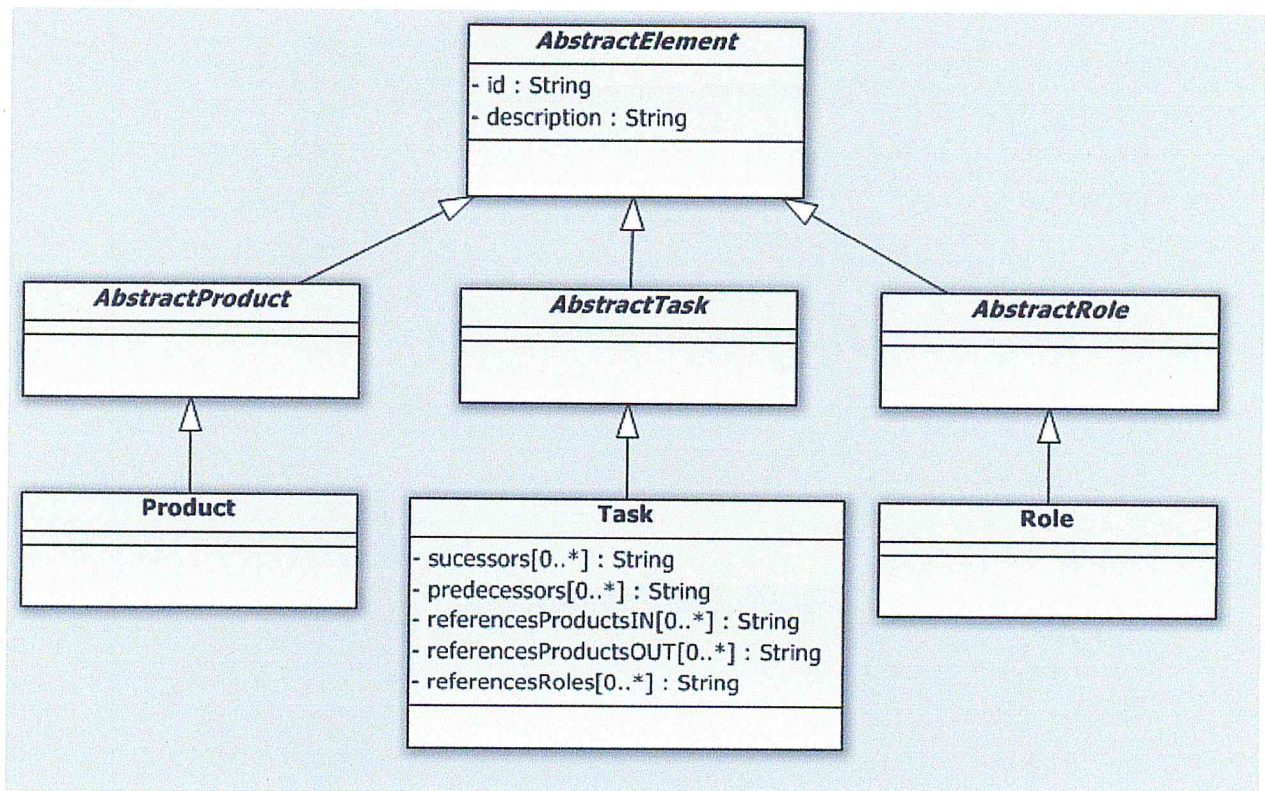 AbstractElement
- id : String
- description : String
AbstractProduct
AbstractTask
AbstractRole
Product
Task
Role
- sucessors[0..*] : String
- predecessors[0..*] : String
- referencesProductsIN[0..*] : String
- referencesProductsOUT[0..*] : String
- referencesRoles[0..*] : String